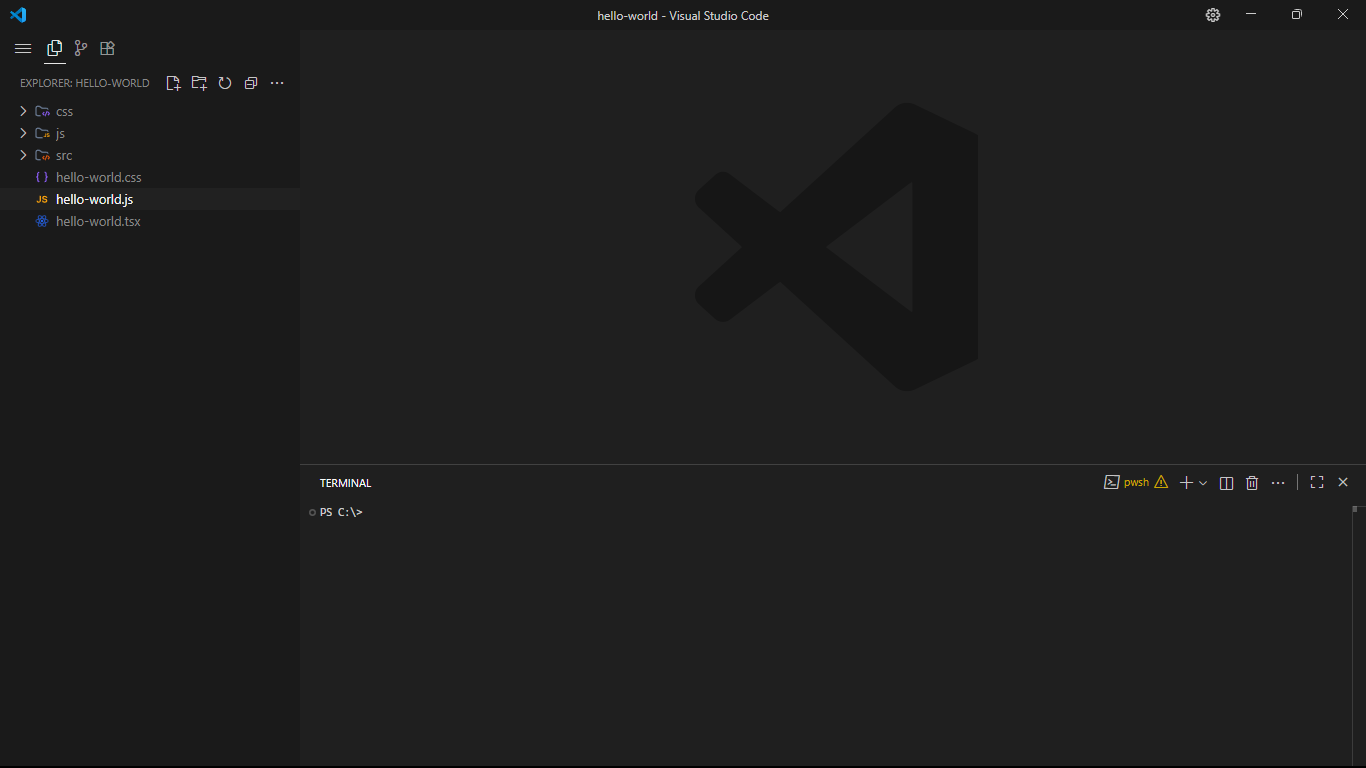 hello-world - Visual Studio Code
EXPLORER: HELLO-WORLD
css
js
src
{ } hello-world.css
JS hello-world.js
hello-world.tsx
TERMINAL
pwsh
PS C:\>